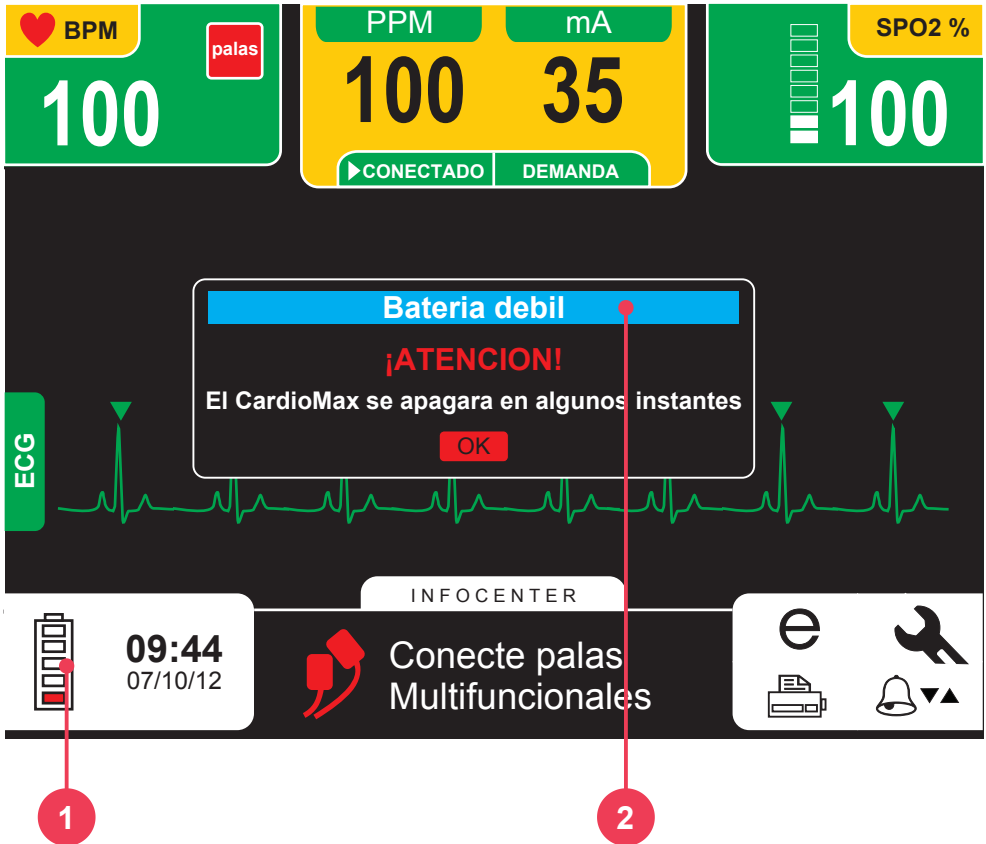 BPM
palas
100
PPM
mA
100
35
▶CONECTADO
DEMANDA
SPO2 %
100
Bateria debil
¡ATENCION!
El CardioMax se apagara en algunos instantes
OK
ECG
INFOCENTER
09:44
07/10/12
Conecte palas
Multifuncionales
e
1
2